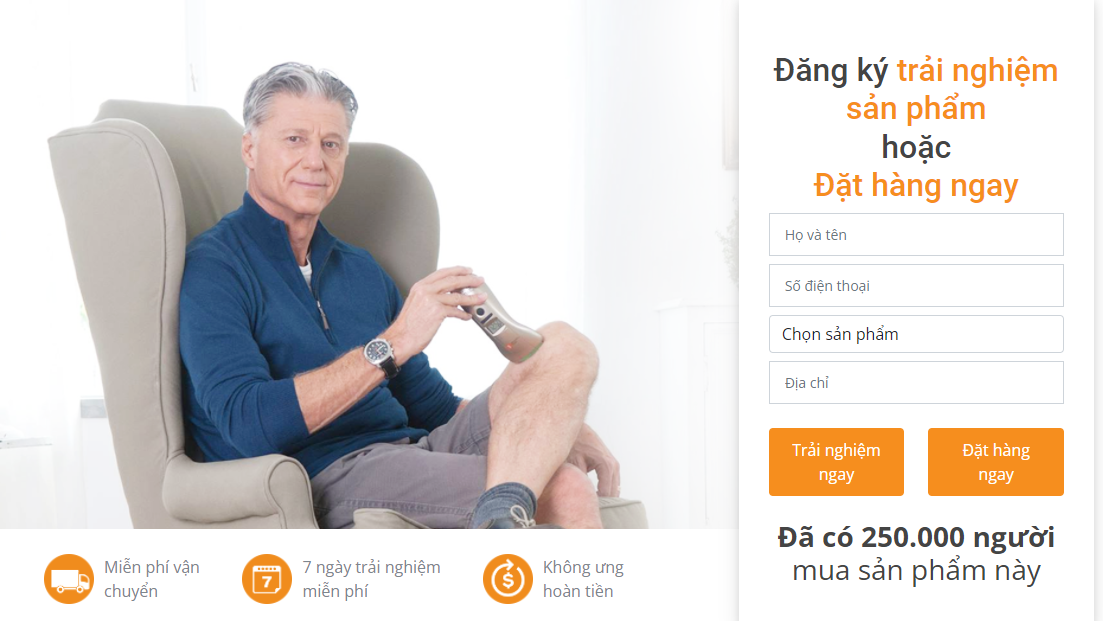 Đăng ký trải nghiệm
sản phẩm
hoặc
Đặt hàng ngay
Họ và tên
Số điện thoại
Chọn sản phẩm
Địa chỉ
Trải nghiệm
ngay
Đặt hàng
ngay
Đã có 250.000 người
mua sản phẩm này
Miễn phí vận
chuyển
7
7 ngày trải nghiệm
miễn phí
$
Không ưng
hoàn tiền